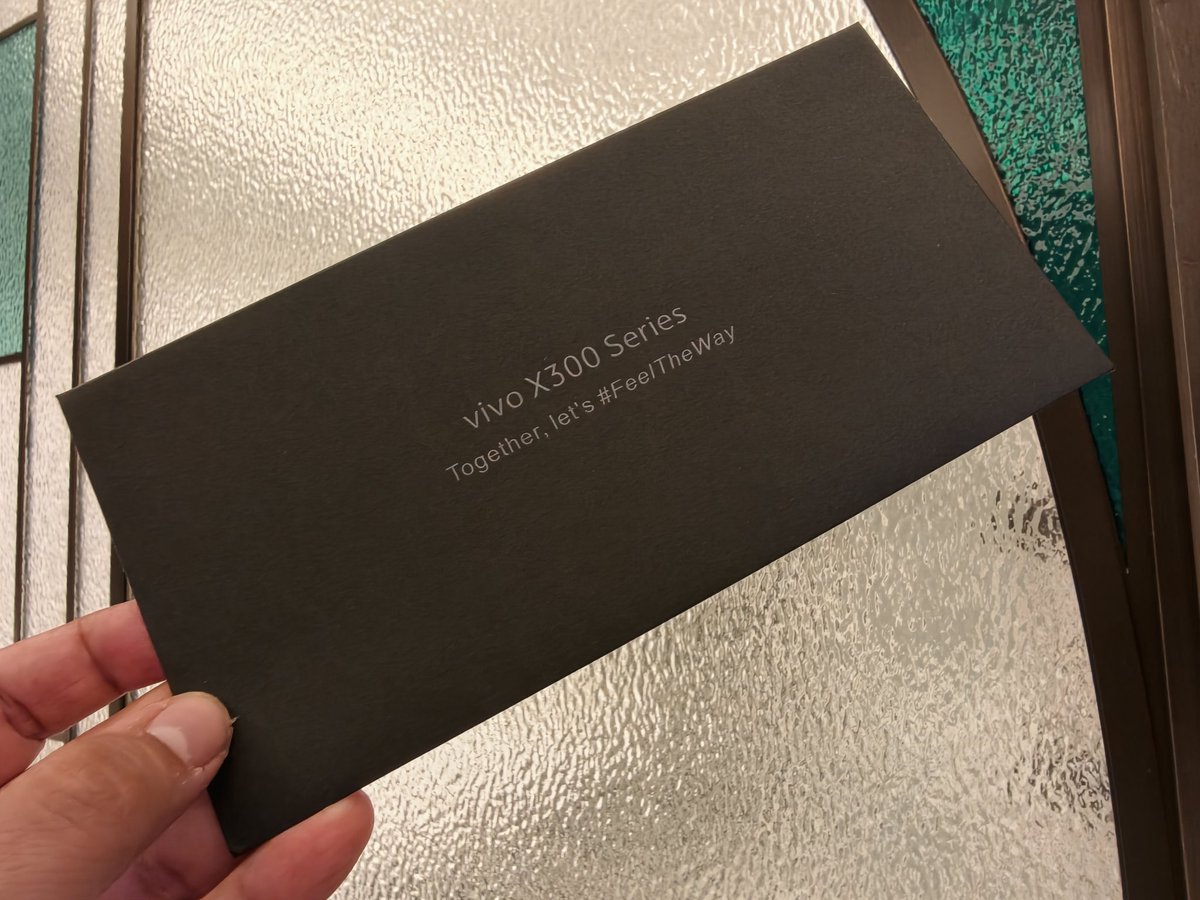 vivo X300 Series
Together, let's #FeelTheWay